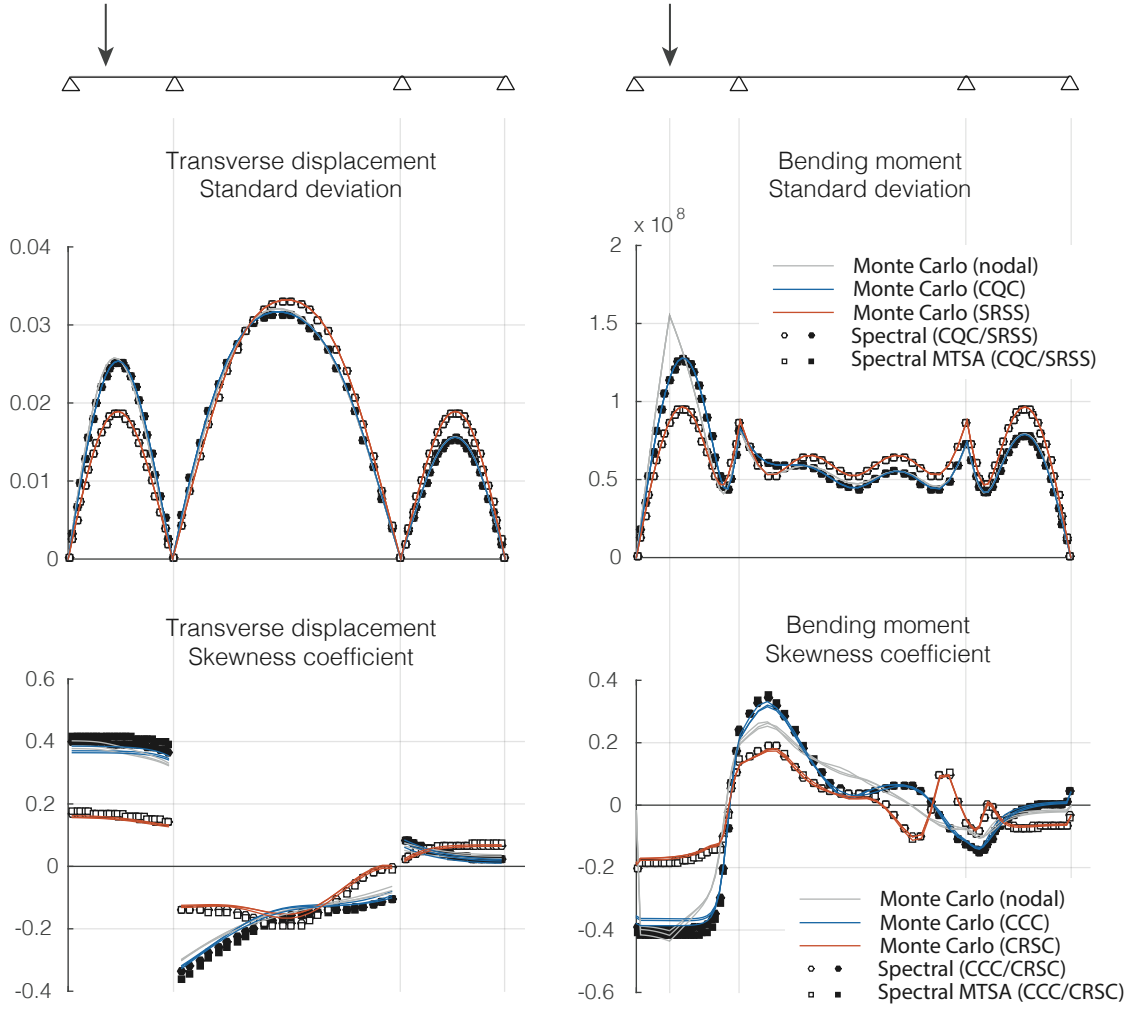 Transverse displacement
Standard deviation
0.04
0.03
0.02
0.01
0
Bending moment
Standard deviation
x 10^8
2
1.5
1
0.5
0
Monte Carlo (nodal)
Monte Carlo (CQC)
Monte Carlo (SRSS)
Spectral (CQC/SRSS)
Spectral MTSA (CQC/SRSS)
Transverse displacement
Skewness coefficient
0.6
0.4
0.2
0
-0.2
-0.4
Bending moment
Skewness coefficient
0.4
0.2
0
-0.2
-0.4
-0.6
Monte Carlo (nodal)
Monte Carlo (CCC)
Monte Carlo (CRSC)
Spectral (CCC/CRSC)
Spectral MTSA (CCC/CRSC)